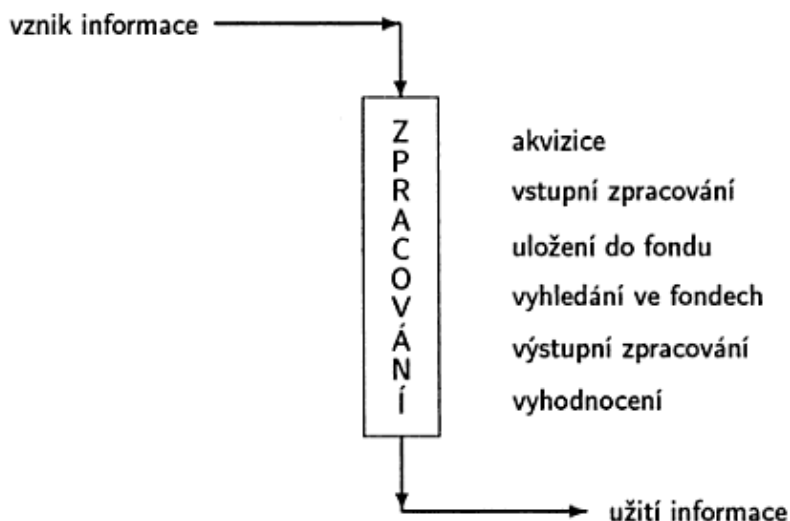 vznik informace
ZPRACOVÁNÍ
akvizice
vstupní zpracování
uložení do fondu
vyhledání ve fondech
výstupní zpracování
vyhodnocení
užití informace